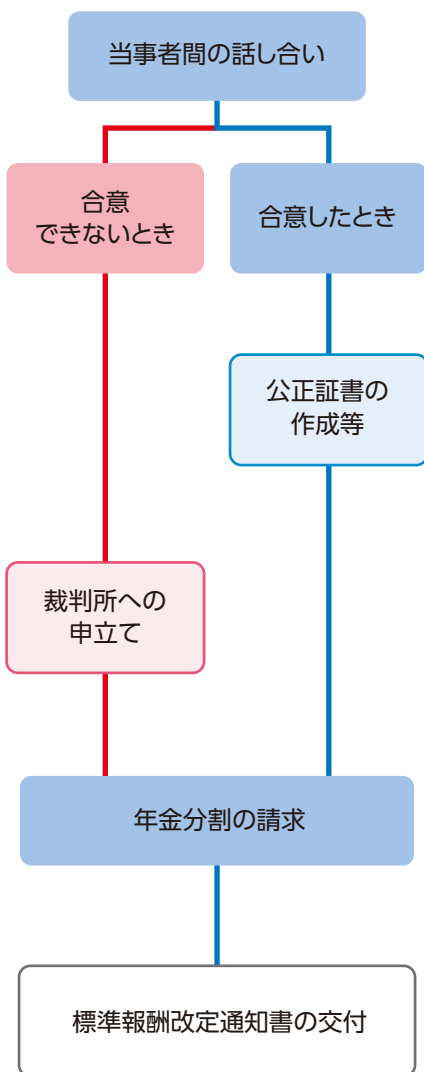 当事者間の話し合い
合意
できないとき
合意したとき
公正証書の
作成等
裁判所への
申立て
年金分割の請求
標準報酬改定通知書の交付